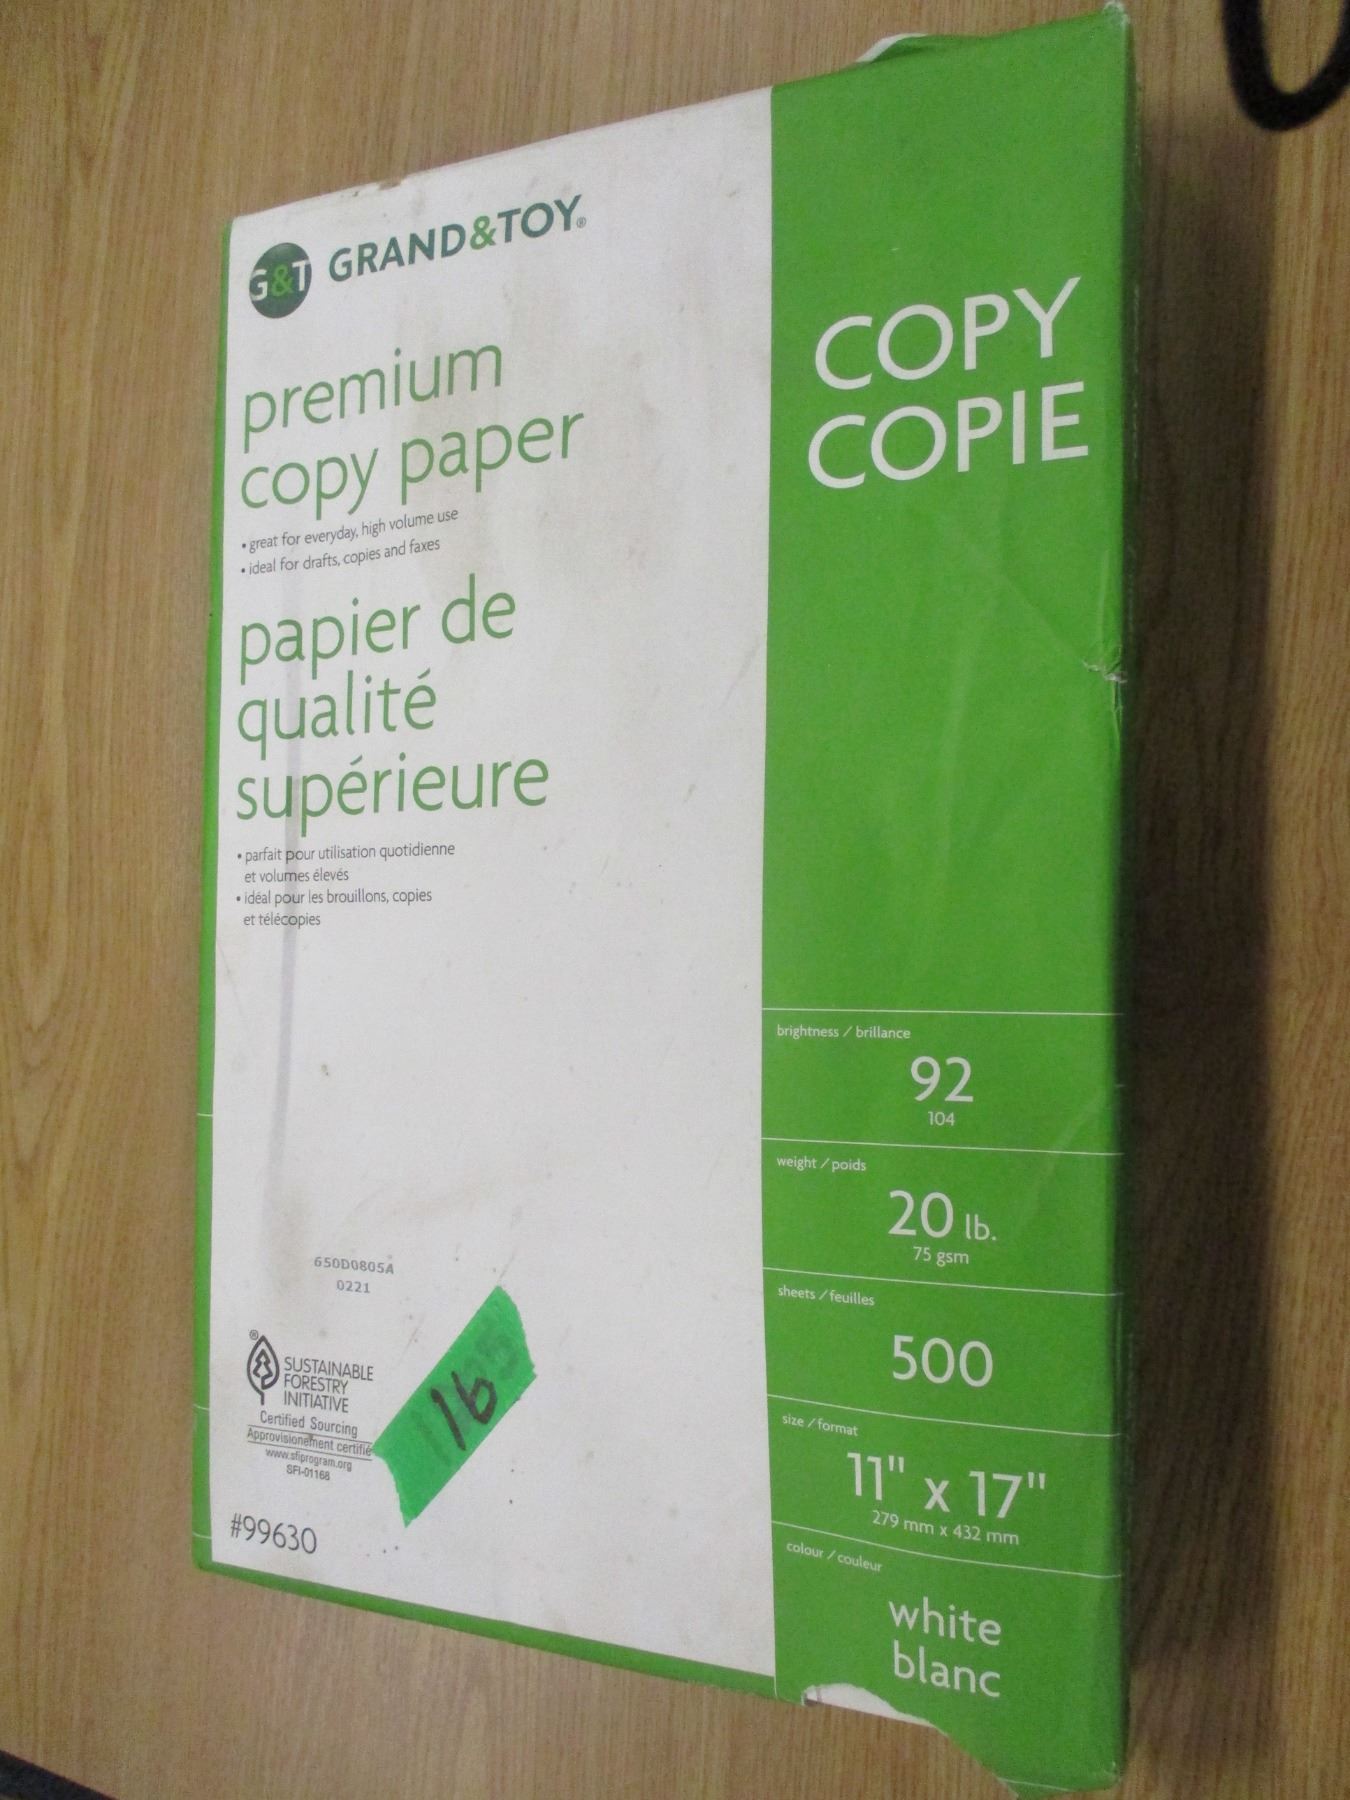 G&T GRAND&TOY®
premium
copy paper
• great for everyday, high volume use
• ideal for drafts, copies and faxes
papier de
qualité
supérieure
• parfait pour utilisation quotidienne
et volumes élevés
• idéal pour les brouillons, copies
et télécopies
650D0805A
0221
®
SUSTAINABLE
FORESTRY
INITIATIVE
Certified Sourcing
Approvisionement certifié
www.sfiprogram.org
SFI-01168
#99630
COPY
COPIE
brightness / brillance
92
104
weight / poids
20 lb.
75 gsm
sheets / feuilles
500
size / format
11" x 17"
279 mm x 432 mm
colour / couleur
white
blanc